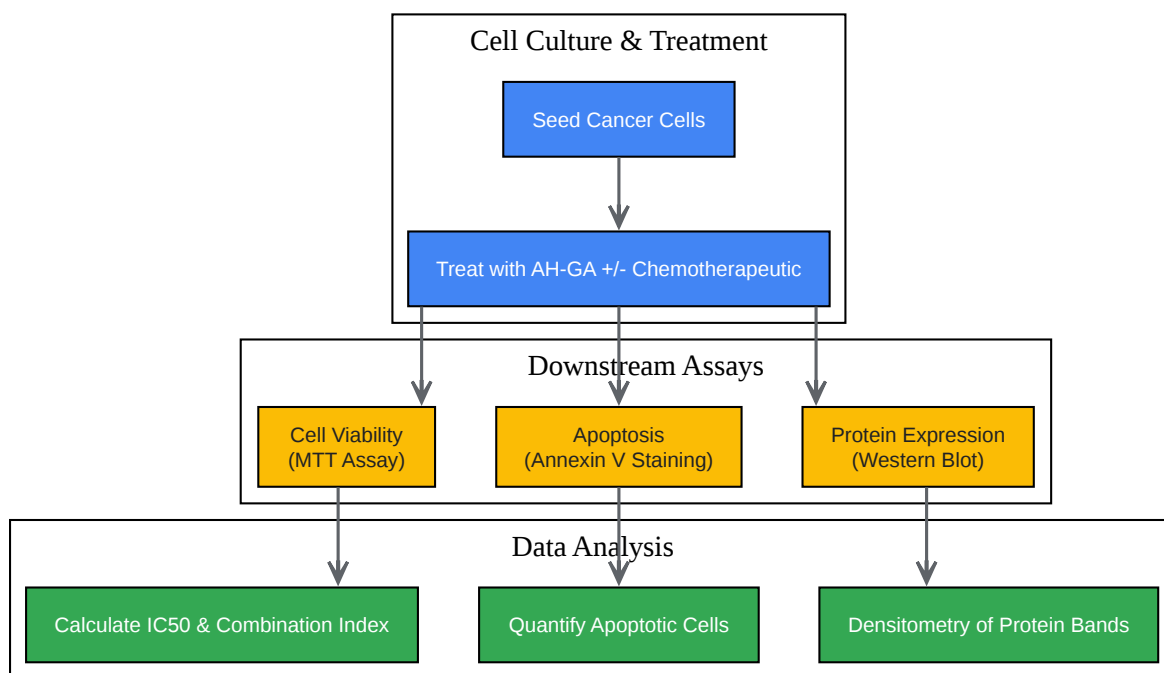 Cell Culture & Treatment
Seed Cancer Cells
Treat with AH-GA +/- Chemotherapeutic
Downstream Assays
Cell Viability
(MTT Assay)
Apoptosis
(Annexin V Staining)
Protein Expression
(Western Blot)
Data Analysis
Calculate IC50 & Combination Index
Quantify Apoptotic Cells
Densitometry of Protein Bands